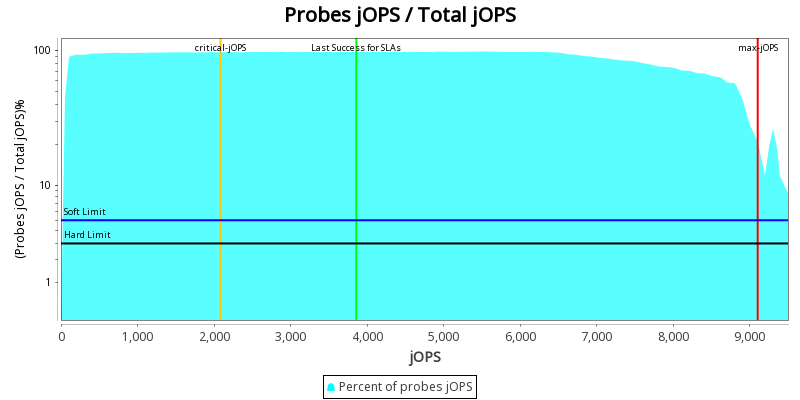 Probes jOPS / Total jOPS
(Probes jOPS / Total jOPS)%
100
10
1
critical-jOPS
Last Success for SLAs
max-jOPS
Soft Limit
Hard Limit
0
1,000
2,000
3,000
4,000
5,000
6,000
7,000
8,000
9,000
jOPS
Percent of probes jOPS